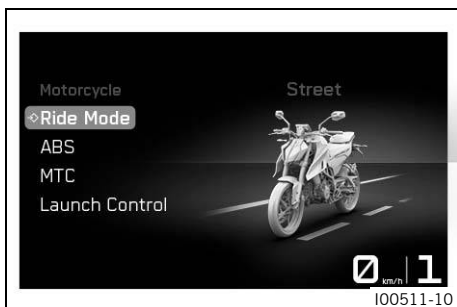 Motorcycle
Street
Ride Mode
ABS
MTC
Launch Control
0 km/h 1
I00511-10